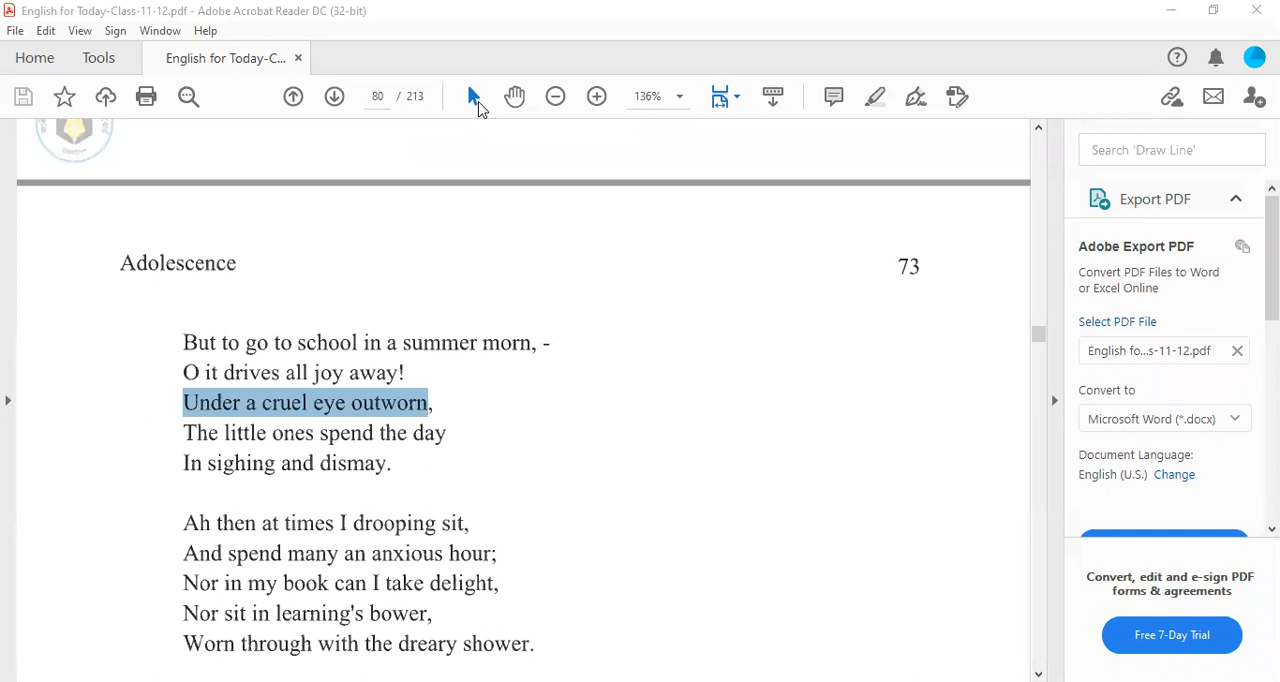 English for Today-Class-11-12.pdf - Adobe Acrobat Reader DC (32-bit)
File Edit View Sign Window Help
Home Tools English for Today-C... ×
80 / 213 136%
Search 'Draw Line'
Export PDF
Adobe Export PDF
Convert PDF Files to Word
or Excel Online
Select PDF File
English fo...s-11-12.pdf
Convert to
Microsoft Word (*.docx)
Document Language:
English (U.S.) Change
Convert, edit and e-sign PDF
forms & agreements
Free 7-Day Trial
Adolescence 73
But to go to school in a summer morn, -
O it drives all joy away!
Under a cruel eye outworn,
The little ones spend the day
In sighing and dismay.
Ah then at times I drooping sit,
And spend many an anxious hour;
Nor in my book can I take delight,
Nor sit in learning's bower,
Worn through with the dreary shower.